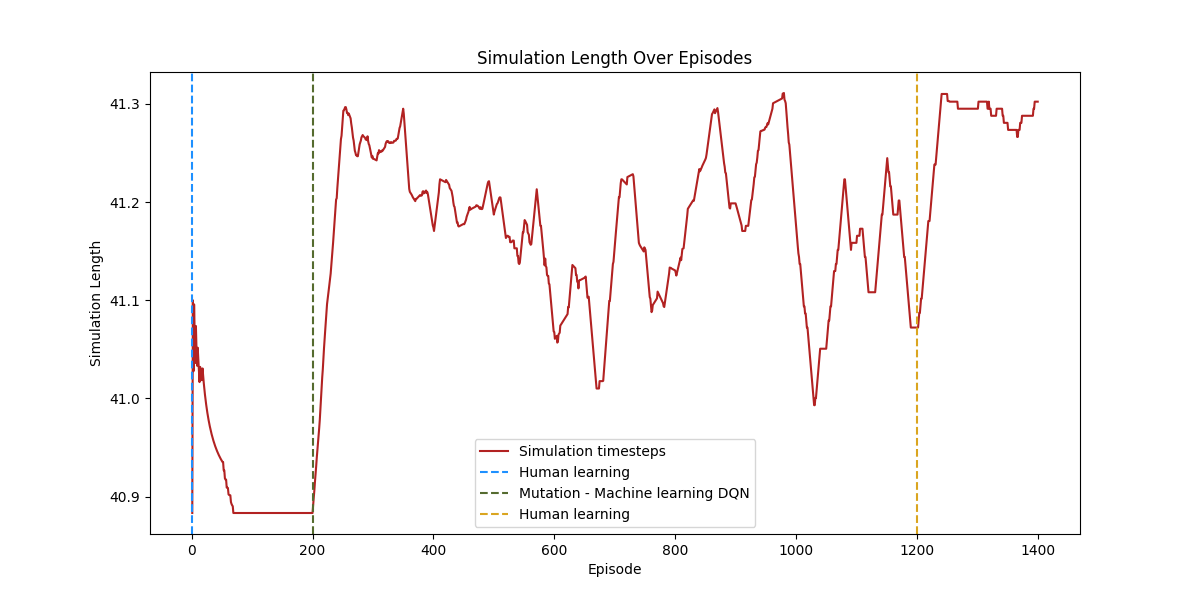 Simulation Length Over Episodes
Simulation Length
41.3
41.2
41.1
41.0
40.9
Simulation timesteps
Human learning
Mutation - Machine learning DQN
Human learning
0 200 400 600 800 1000 1200 1400
Episode